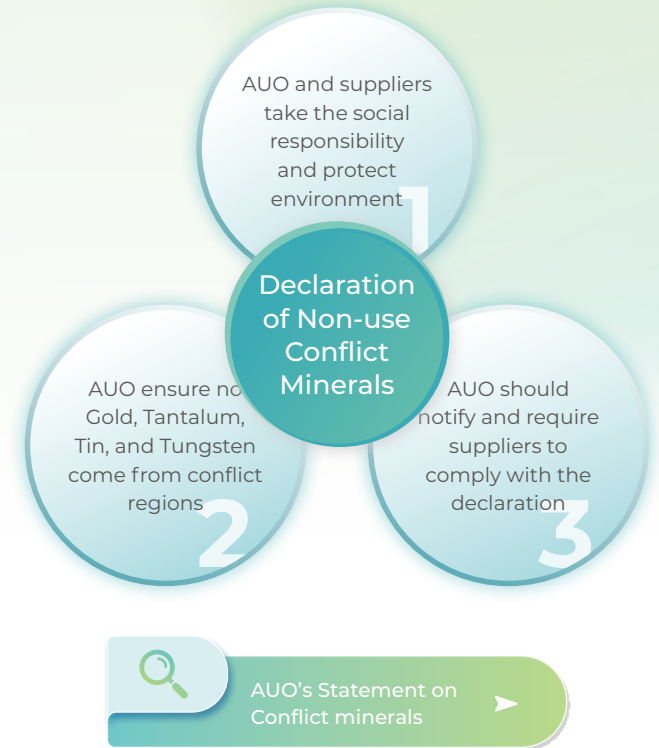 AUO and suppliers
take the social
responsibility
and protect
environment
1
Declaration
of Non-use
Conflict
Minerals
AUO ensure no
Gold, Tantalum,
Tin, and Tungsten
come from conflict
regions
2
AUO should
notify and require
suppliers to
comply with the
declaration
3
AUO's Statement on
Conflict minerals